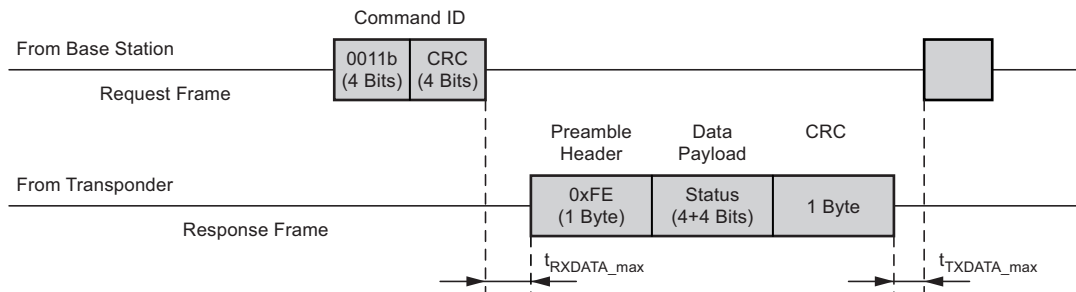 Command ID
From Base Station
0011b
(4 Bits)
CRC
(4 Bits)
Request Frame
Preamble
Header
Data
Payload
CRC
From Transponder
0xFE
(1 Byte)
Status
(4+4 Bits)
1 Byte
Response Frame
tRXDATA_max
tTXDATA_max